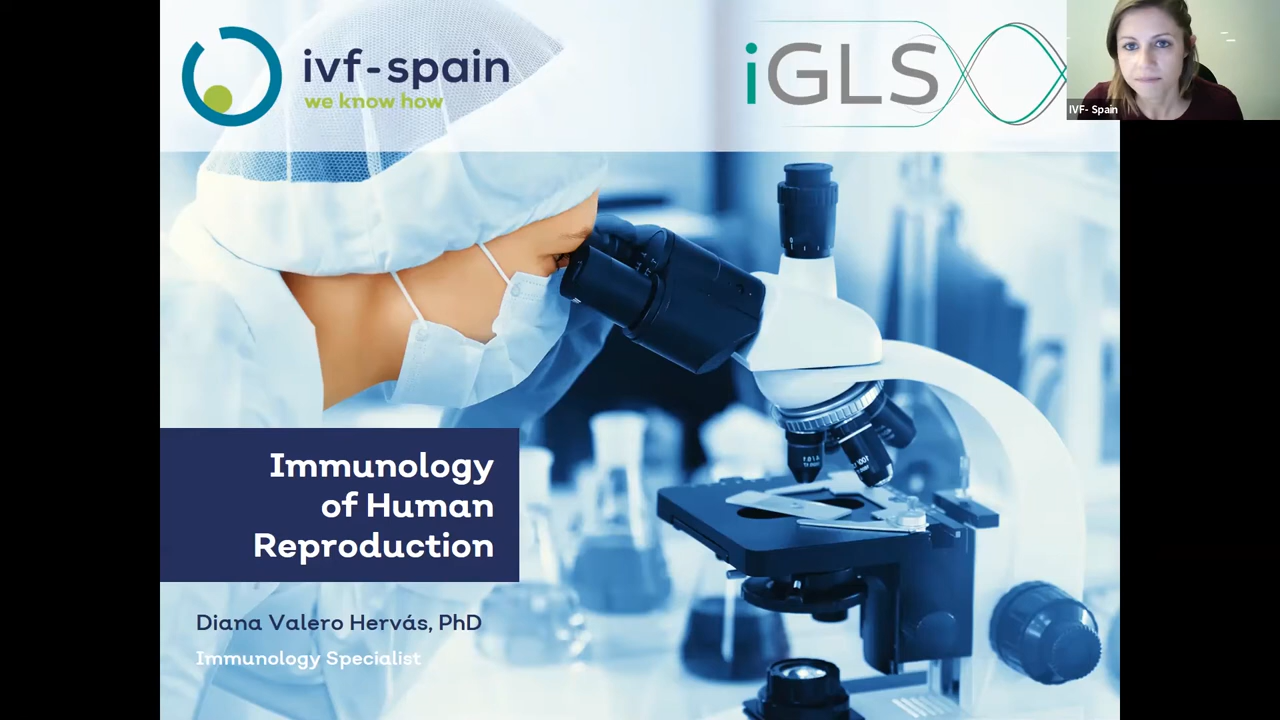 ivf-spain
we know how
iGLS
IVF- Spain
Immunology
of Human
Reproduction
Diana Valero Hervás, PhD
Immunology Specialist